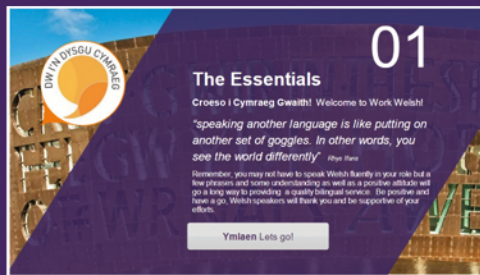 01
DW I'N DYSGU CYMRAEG
The Essentials
Croeso i Cymraeg Gwaith! Welcome to Work Welsh!
“speaking another language is like putting on
another set of goggles. In other words, you
see the world differently” Rhys Ifans
Remember, you may not have to speak Welsh fluently in your role but a
few phrases and some understanding as well as a positive attitude will
go a long way to providing a quality bilingual service. Be positive and
have a go, Welsh speakers will thank you and be supportive of your
efforts.
Ymlaen Lets go!